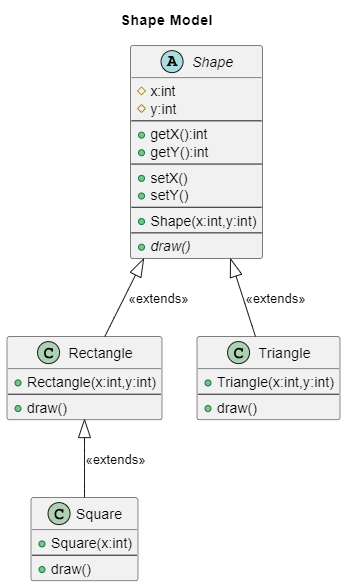 Shape Model
A Shape
x:int
y:int
getX():int
getY():int
setX()
setY()
Shape(x:int,y:int)
draw()
«extends» «extends»
C Rectangle
Rectangle(x:int,y:int)
draw()
C Triangle
Triangle(x:int,y:int)
draw()
«extends»
C Square
Square(x:int)
draw()